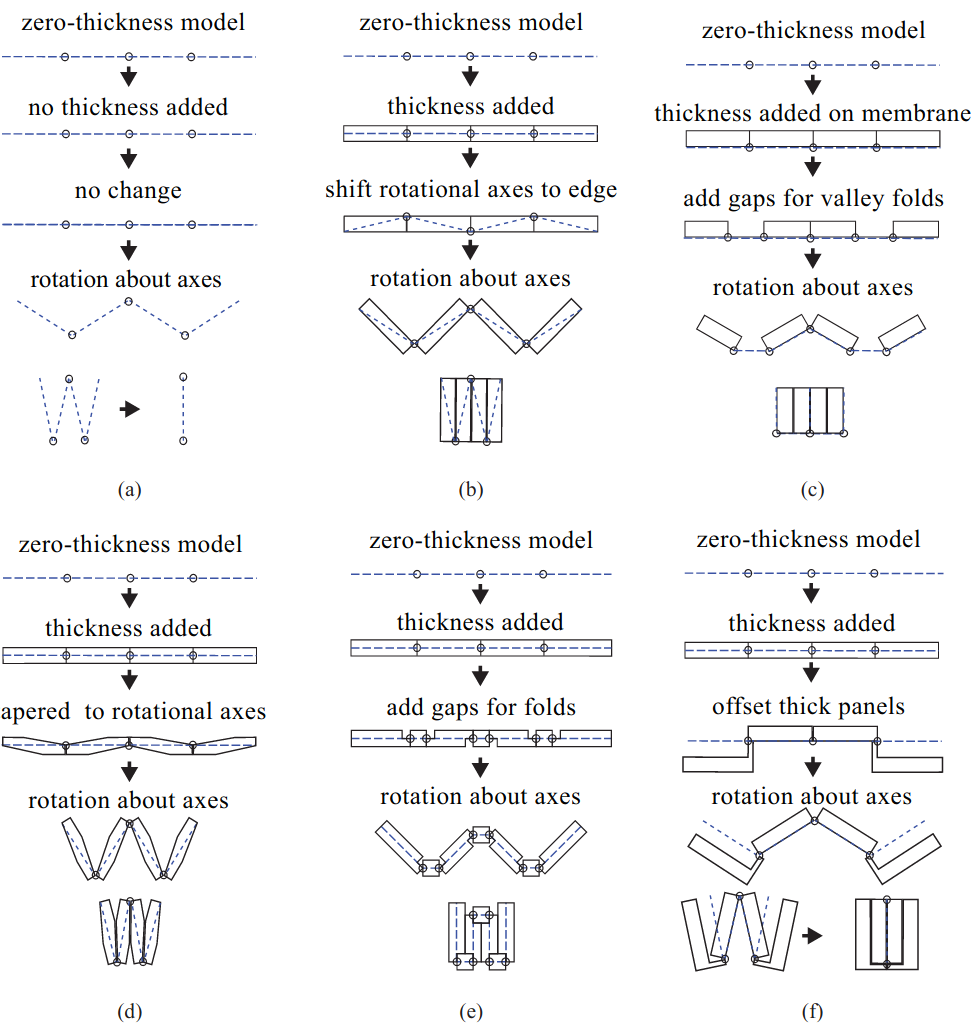 zero-thickness model
no thickness added
no change
rotation about axes
(a)
zero-thickness model
thickness added
shift rotational axes to edge
rotation about axes
(b)
zero-thickness model
thickness added on membrane
add gaps for valley folds
rotation about axes
(c)
zero-thickness model
thickness added
apered to rotational axes
rotation about axes
(d)
zero-thickness model
thickness added
add gaps for folds
rotation about axes
(e)
zero-thickness model
thickness added
offset thick panels
rotation about axes
(f)